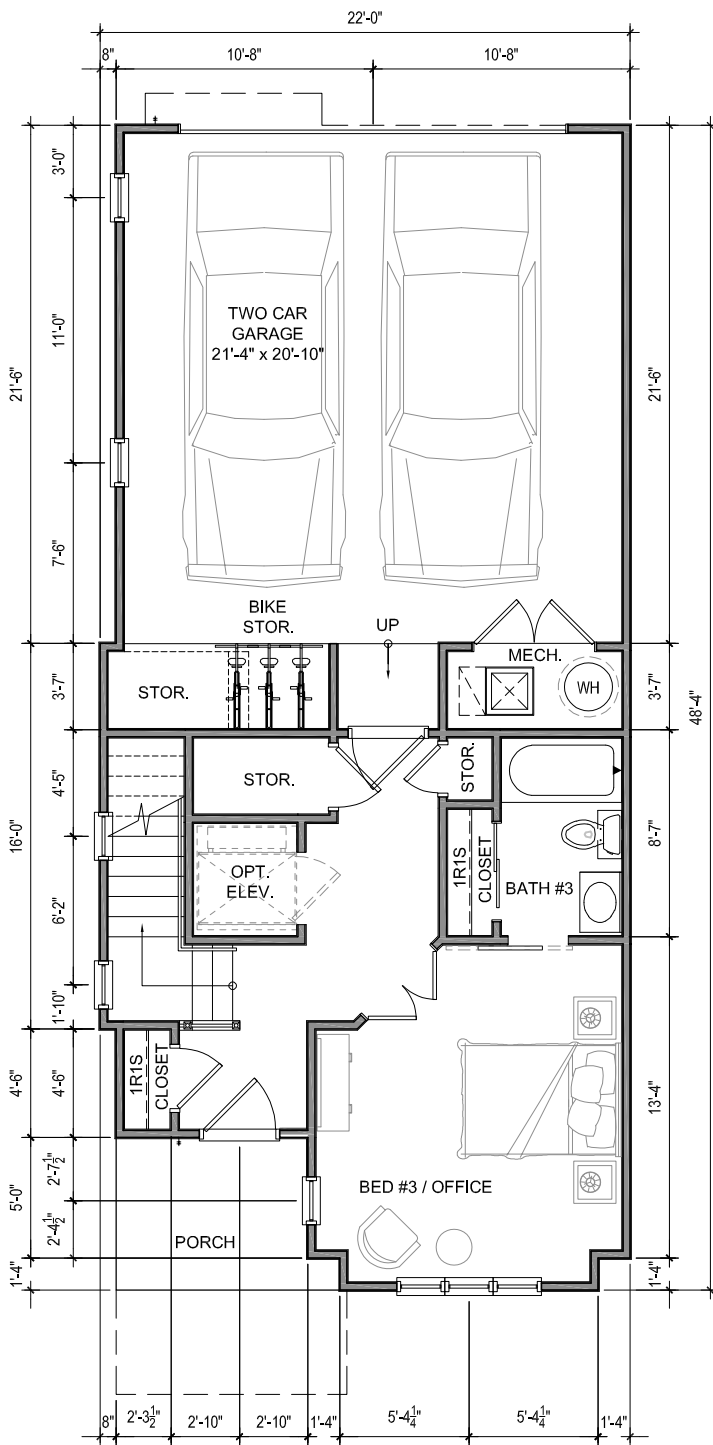 22'-0"
8"
10'-8"
10'-8"
3'-0"
11'-0"
21'-6"
7'-6"
21'-6"
48'-4"
TWO CAR
GARAGE
21'-4" x 20'-10"
BIKE
STOR.
UP
MECH.
WH
STOR.
3'-7"
3'-7"
STOR.
STOR.
4'-5"
16'-0"
6'-2"
1'-10"
8'-7"
OPT.
ELEV.
1R1S
CLOSET
BATH #3
1R1S
CLOSET
4'-6"
4'-6"
13'-4"
BED #3 / OFFICE
5'-0"
2'-7½"
2'-4½"
PORCH
1'-4"
1'-4"
8"
2'-3½"
2'-10"
2'-10"
1'-4"
5'-4¼"
5'-4¼"
1'-4"